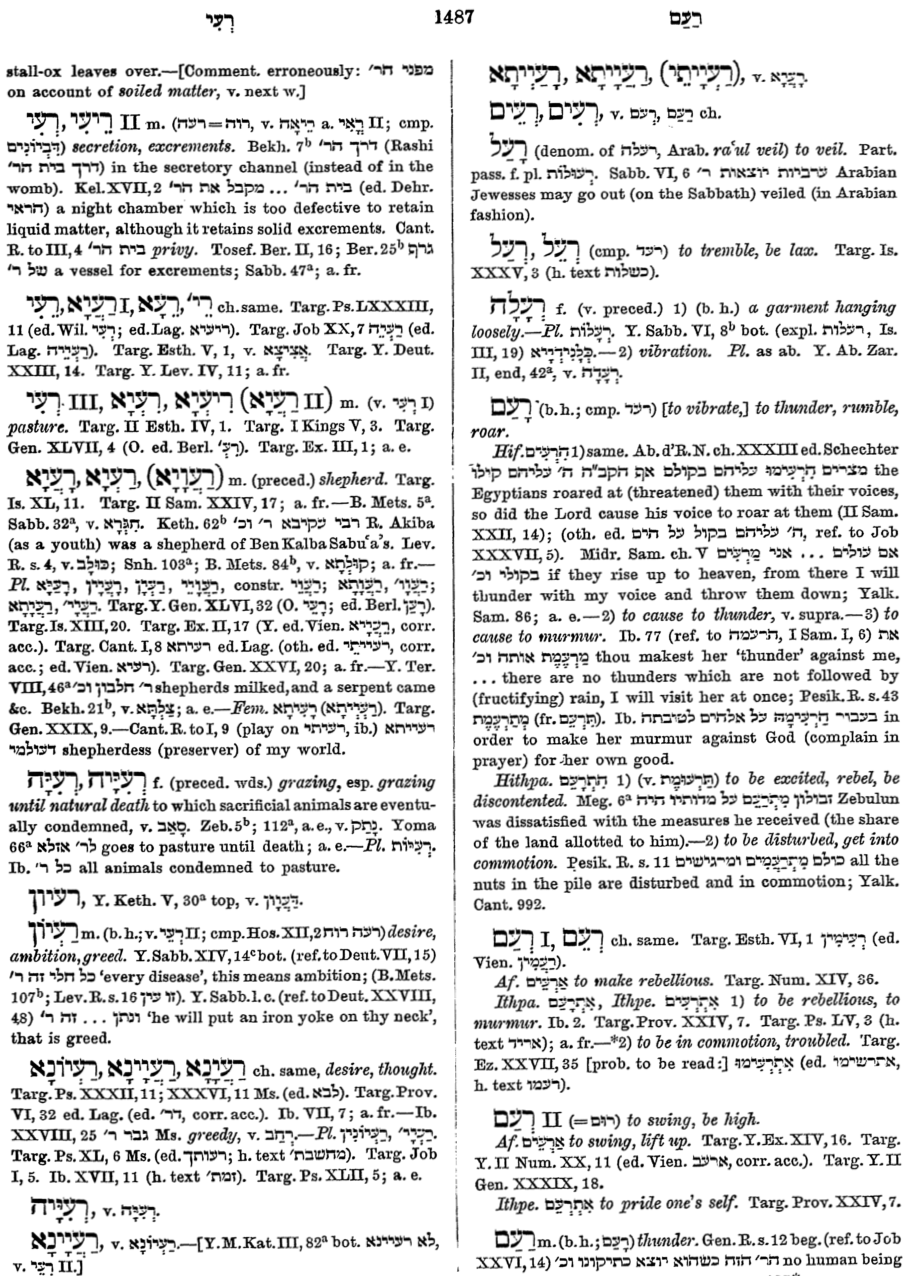 רְעִי 1487 רַעַם
stall-ox leaves over.—[Comment. erroneously: מפני הר׳
on account of soiled matter, v. next w.]
רֵיעִי, רְעִי II m. (רוה=רעה, v. רֵיאָה a. רְאִי II; cmp.
דִּבְיוֹנִים) secretion, excrements. Bekh. 7ᵇ דרך הר׳ (Rashi
דרך בית הר׳) in the secretory channel (instead of in the
womb). Kel. XVII, 2 בית הר׳ ... מקבל את הר׳ (ed. Dehr.
הראי) a night chamber which is too defective to retain
liquid matter, although it retains solid excrements. Cant.
R. to III, 4 בית הר׳ privy. Tosef. Ber. II, 16; Ber. 25ᵇ גרף
של ר׳ a vessel for excrements; Sabb. 47ᵃ; a. fr.
רְעִי, רַעֲיָא I, רֵעָא, רֵי׳ ch. same. Targ. Ps. LXXXIII,
11 (ed. Wil. רְעִי; ed. Lag. ריעיא). Targ. Job XX, 7 רַעְיֵהּ (ed.
Lag. רעייה). Targ. Esth. V, 1, v. אֲצִיצָא. Targ. Y. Deut.
XXIII, 14. Targ. Y. Lev. IV, 11; a. fr.
רְעִי III, רִיעְיָא, רִעְיָא (רַעֲיָא II) m. (v. רְעִי I)
pasture. Targ. II Esth. IV, 1. Targ. I Kings V, 3. Targ.
Gen. XLVII, 4 (O. ed. Berl. רְעִ׳). Targ. Ex. III, 1; a. e.
רָעֲיָא, רַעְיָא, (רַעֲוְיָא) m. (preced.) shepherd. Targ.
Is. XL, 11. Targ. II Sam. XXIV, 17; a. fr.—B. Mets. 5ᵃ.
Sabb. 32ᵃ, v. חִגְּרָא. Keth. 62ᵇ רבי עקיבא ר׳ וכ׳ R. Akiba
(as a youth) was a shepherd of Ben Kalba Sabuʿa's. Lev.
R. s. 4, v. כּוּלְּבָ; Snh. 103ᵃ; B. Mets. 84ᵇ, v. קוּלְּתָא; a. fr.—
Pl. רָעַיָּא, רָעֲיִין, רָעַן, רַעֲוָיֵי, constr. רַעֲוֵי; רַעֲוָתָא, רַעֲוָו׳;
רַעֲיָתָא, רַעֲיָי׳. Targ. Y. Gen. XLVI, 32 (O. רָעֵי; ed. Berl. רָעַן).
Targ. Is. XIII, 20. Targ. Ex. II, 17 (Y. ed. Vien. רַעֲיָיא, corr.
acc.). Targ. Cant. I, 8 רעיתא ed. Lag. (oth. ed. רעייתי, corr.
acc.; ed. Vien. רעיא). Targ. Gen. XXVI, 20; a. fr.—Y. Ter.
VIII, 46ᵃ ר׳ חלבון וכ׳ shepherds milked, and a serpent came
&c. Bekh. 21ᵇ, v. צַלְתָּא; a. e.—Fem. רָעִיתָא (רַעְיְיתָא). Targ.
Gen. XXIX, 9.—Cant. R. to I, 9 (play on רעיתי, ib.) רעייתא
דעולמי shepherdess (preserver) of my world.
רְעִיָּיה, רְעִיָּה f. (preced. wds.) grazing, esp. grazing
until natural death to which sacrificial animals are eventu-
ally condemned, v. סָאַב. Zeb. 5ᵇ; 112ᵃ, a. e., v. נָתַק. Yoma
66ᵃ לר׳ אזלא goes to pasture until death; a. e.—Pl. רְעִיּוֹת.
Ib. כל ר׳ all animals condemned to pasture.
רעיון, Y. Keth. V, 30ᵃ top, v. דַּעֲוָון.
רַעְיוֹן m. (b. h.; v. רְעֵי II; cmp. Hos. XII, 2 רעה רוח) desire,
ambition, greed. Y. Sabb. XIV, 14ᶜ bot. (ref. to Deut. VII, 15)
כל חלי זה ר׳ 'every disease', this means ambition; (B. Mets.
107ᵇ; Lev. R. s. 16 זו עין). Y. Sabb. l. c. (ref. to Deut. XXVIII,
48) ונתן ... זה ר׳ 'he will put an iron yoke on thy neck',
that is greed.
רַעְיוֹנָא, רַעֲיָינָא, רַעֲיָנָא ch. same, desire, thought.
Targ. Ps. XXXII, 11; XXXVI, 11 Ms. (ed. לבא). Targ. Prov.
VI, 32 ed. Lag. (ed. דר׳, corr. acc.). Ib. VII, 7; a. fr.—Ib.
XXVIII, 25 גבר ר׳ Ms. greedy, v. רְחַב.—Pl. רַעְיוֹנִין, רַעֲיָי׳.
Targ. Ps. XL, 6 Ms. (ed. רעותך; h. text מחשבת׳). Targ. Job
I, 5. Ib. XVII, 11 (h. text זמת׳). Targ. Ps. XLII, 5; a. e.
רְעִיָּיה, v. רְעִיָּה.
רַעֲיָינָא, v. רַעְיוֹנָא.—[Y. M. Kat. III, 82ᵃ bot. לא רעיינא,
v. רְעֵי II.]
רָעֲיָיתָא, רַעֲיָיתָא, (רַעְיָיתֵי), v. רָעֲיָא.
רְעִים, רָעִים, v. רְעַם, רָעַם ch.
רָעַל (denom. of רעלה, Arab. raʿul veil) to veil. Part.
pass. f. pl. רְעוּלוֹת. Sabb. VI, 6 ערביות יוצאות ר׳ Arabian
Jewesses may go out (on the Sabbath) veiled (in Arabian
fashion).
רְעַל, רְעֵל (cmp. רעד) to tremble, be lax. Targ. Is.
XXXV, 3 (h. text כשלות).
רְעָלָה f. (v. preced.) 1) (b. h.) a garment hanging
loosely.—Pl. רְעָלוֹת. Y. Sabb. VI, 8ᵇ bot. (expl. רעלות, Is.
III, 19) כְּלָנִידַיָּיא.—2) vibration. Pl. as ab. Y. Ab. Zar.
II, end, 42ᵃ, v. רְעָדָה.
רָעַם (b. h.; cmp. רעד) [to vibrate,] to thunder, rumble,
roar.
Hif. הִרְעִים 1) same. Ab. d'R. N. ch. XXXIII ed. Schechter
מצריים הִרְעִימוּ עליהם בקולם אף הקב״ה ה׳ עליהם קילו the
Egyptians roared at (threatened) them with their voices,
so did the Lord cause his voice to roar at them (II Sam.
XXII, 14); (oth. ed. ה׳ עליהם בקול על הים, ref. to Job
XXXVII, 5). Midr. Sam. ch. V אם עולים ... אני מַרְעִים
בקולי וכ׳ if they rise up to heaven, from there I will
thunder with my voice and throw them down; Yalk.
Sam. 86; a. e.—2) to cause to thunder, v. supra.—3) to
cause to murmur. Ib. 77 (ref. to הרעמה, I Sam. I, 6) את
מַרְעֶמֶת אותה וכ׳ thou makest her 'thunder' against me,
... there are no thunders which are not followed by
(fructifying) rain, I will visit her at once; Pesik. R. s. 43
מִתְרַעֶמֶת (fr. הִרְעִם). Ib. בעבור הַרְעִימָהּ על אלהים לטובתה in
order to make her murmur against God (complain in
prayer) for her own good.
Hithpa. הִתְרָעֵם 1) (v. תַּרְעוּמֶת) to be excited, rebel, be
discontented. Meg. 6ᵃ זבולון מִתְרָעֵם על מדותיו היה Zebulun
was dissatisfied with the measures he received (the share
of the land allotted to him).—2) to be disturbed, get into
commotion. Pesik. R. s. 11 כולם מִתְרָעֲמִים ומרגישים all the
nuts in the pile are disturbed and in commotion; Yalk.
Cant. 992.
רְעַם I, רְעֵם ch. same. Targ. Esth. VI, 1 רְעִימִין (ed.
Vien. רַעֲמִין).
Af. אַרְעֵים to make rebellious. Targ. Num. XIV, 36.
Ithpa. אִתְרַעַם, Ithpe. אִתְרְעֵים 1) to be rebellious, to
murmur. Ib. 2. Targ. Prov. XXIV, 7. Targ. Ps. LV, 3 (h.
text אריד); a. fr.—*2) to be in commotion, troubled. Targ.
Ez. XXVII, 35 [prob. to be read:] אִתְרְעִימוּ (ed. אתרשימו,
h. text רעמו).
רְעַם II (=רום) to swing, be high.
Af. אַרְעֵים to swing, lift up. Targ. Y. Ex. XIV, 16. Targ.
Y. II Num. XX, 11 (ed. Vien. ארעב, corr. acc.). Targ. Y. II
Gen. XXXIX, 18.
Ithpe. אִתְרְעֵם to pride one's self. Targ. Prov. XXIV, 7.
רַעַם m. (b. h.; רָעַם) thunder. Gen. R. s. 12 beg. (ref. to Job
XXVI, 14) הר׳ הזה כשהוא יוצא כתיקונו וכ׳ no human being